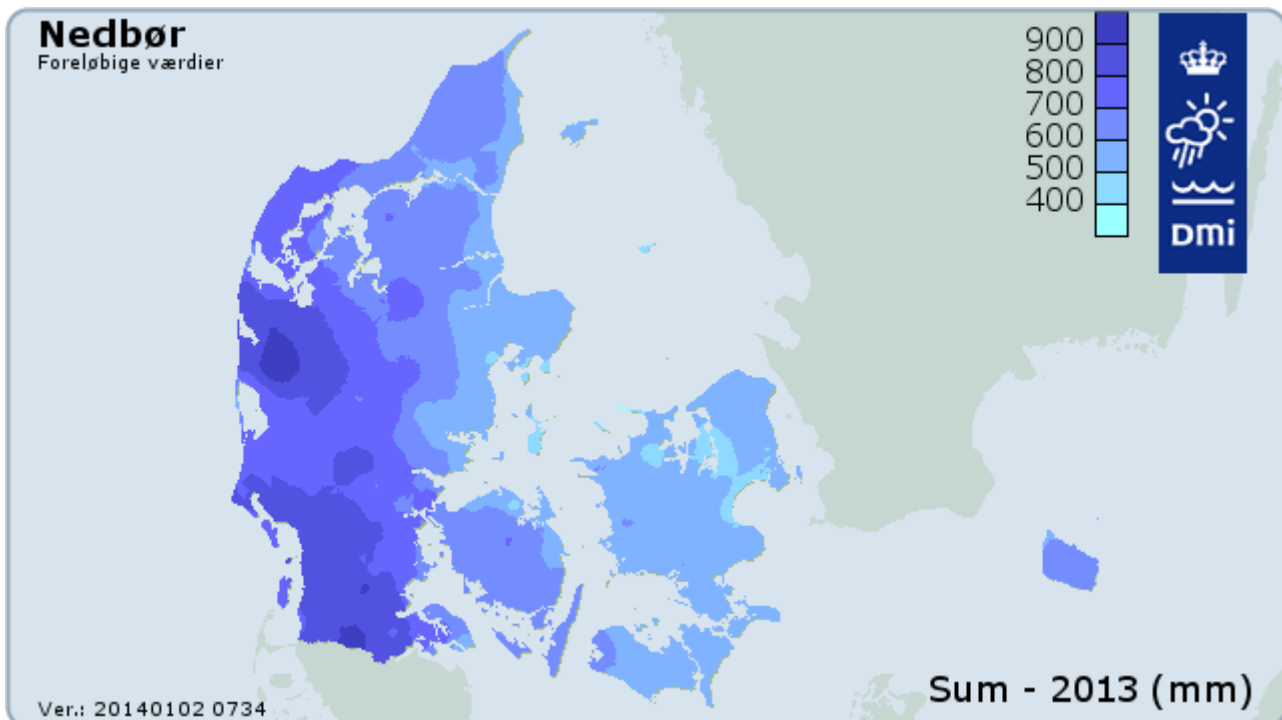 Nedbør
Foreløbige værdier
900
800
700
600
500
400
DMi
Sum - 2013 (mm)
Ver.: 20140102 0734